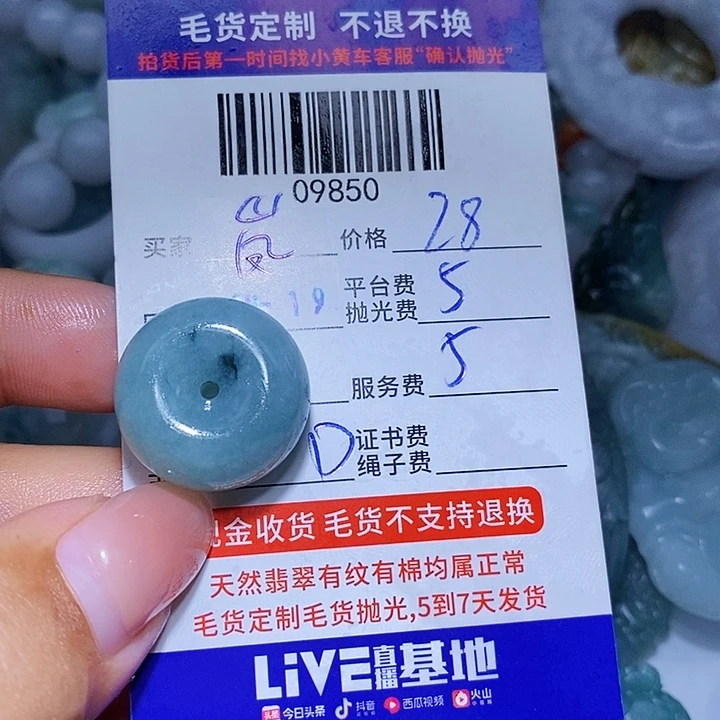 毛货定制 不退不换
拍货后第一时间找小黄车客服“确认抛光”
09850
买家 岚 价格 28
19 平台费
抛光费 5
服务费 5
D 证书费
绳子费
现金收货 毛货不支持退换
天然翡翠有纹有棉均属正常
毛货定制毛货抛光,5到7天发货
LiVE直播基地
头条 今日头条 抖音 西瓜视频 火山